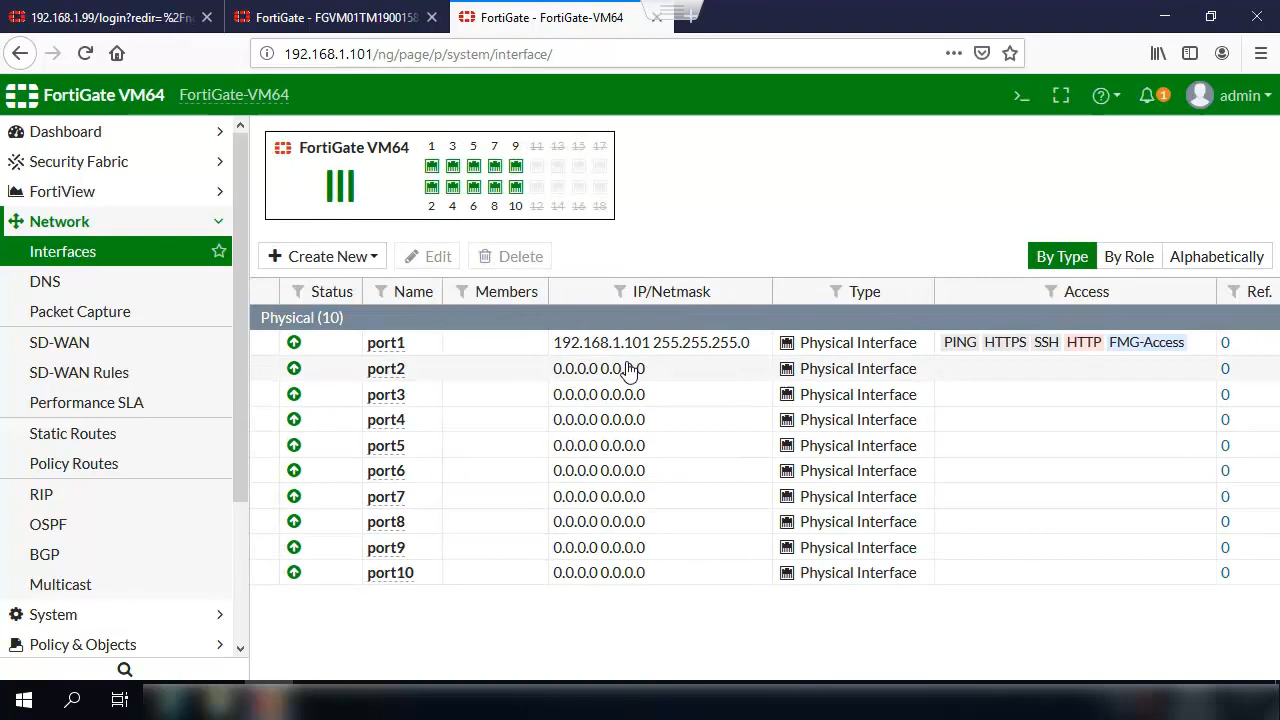 192.168.1.99/login?redir=%2Fn
FortiGate - FGVM01TM1900158
FortiGate - FortiGate-VM64
192.168.1.101/ng/page/p/system/interface/
FortiGate VM64
FortiGate-VM64
1
admin
Dashboard
Security Fabric
FortiView
Network
Interfaces
DNS
Packet Capture
SD-WAN
SD-WAN Rules
Performance SLA
Static Routes
Policy Routes
RIP
OSPF
BGP
Multicast
System
Policy & Objects
FortiGate VM64
1 3 5 7 9 11 13 15 17
2 4 6 8 10 12 14 16 18
Create New Edit Delete
By Type By Role Alphabetically
Status Name Members IP/Netmask Type Access Ref.
Physical (10)
port1 192.168.1.101 255.255.255.0 Physical Interface PING HTTPS SSH HTTP FMG-Access 0
port2 0.0.0.0 0.0.0.0 Physical Interface 0
port3 0.0.0.0 0.0.0.0 Physical Interface 0
port4 0.0.0.0 0.0.0.0 Physical Interface 0
port5 0.0.0.0 0.0.0.0 Physical Interface 0
port6 0.0.0.0 0.0.0.0 Physical Interface 0
port7 0.0.0.0 0.0.0.0 Physical Interface 0
port8 0.0.0.0 0.0.0.0 Physical Interface 0
port9 0.0.0.0 0.0.0.0 Physical Interface 0
port10 0.0.0.0 0.0.0.0 Physical Interface 0